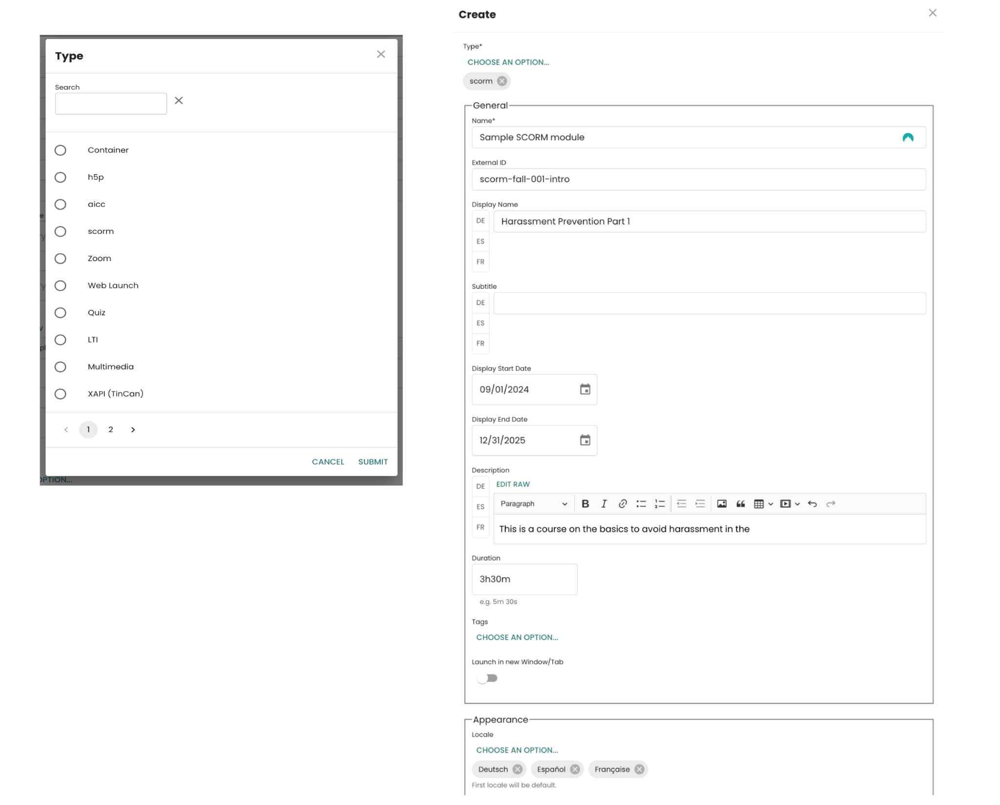 Type
Search
Container
h5p
aicc
scorm
Zoom
Web Launch
Quiz
LTI
Multimedia
XAPI (TinCan)
1 2
CANCEL SUBMIT
OPTION...
Create
Type*
CHOOSE AN OPTION...
scorm
General
Name*
Sample SCORM module
External ID
scorm-fall-001-intro
Display Name
DE
Harassment Prevention Part 1
ES
FR
Subtitle
DE
ES
FR
Display Start Date
09/01/2024
Display End Date
12/31/2025
Description
DE
EDIT RAW
ES
Paragraph
FR
This is a course on the basics to avoid harassment in the
Duration
3h30m
e.g. 5m 30s
Tags
CHOOSE AN OPTION...
Launch in new Window/Tab
Appearance
Locale
CHOOSE AN OPTION...
Deutsch Español Française
First locale will be default.